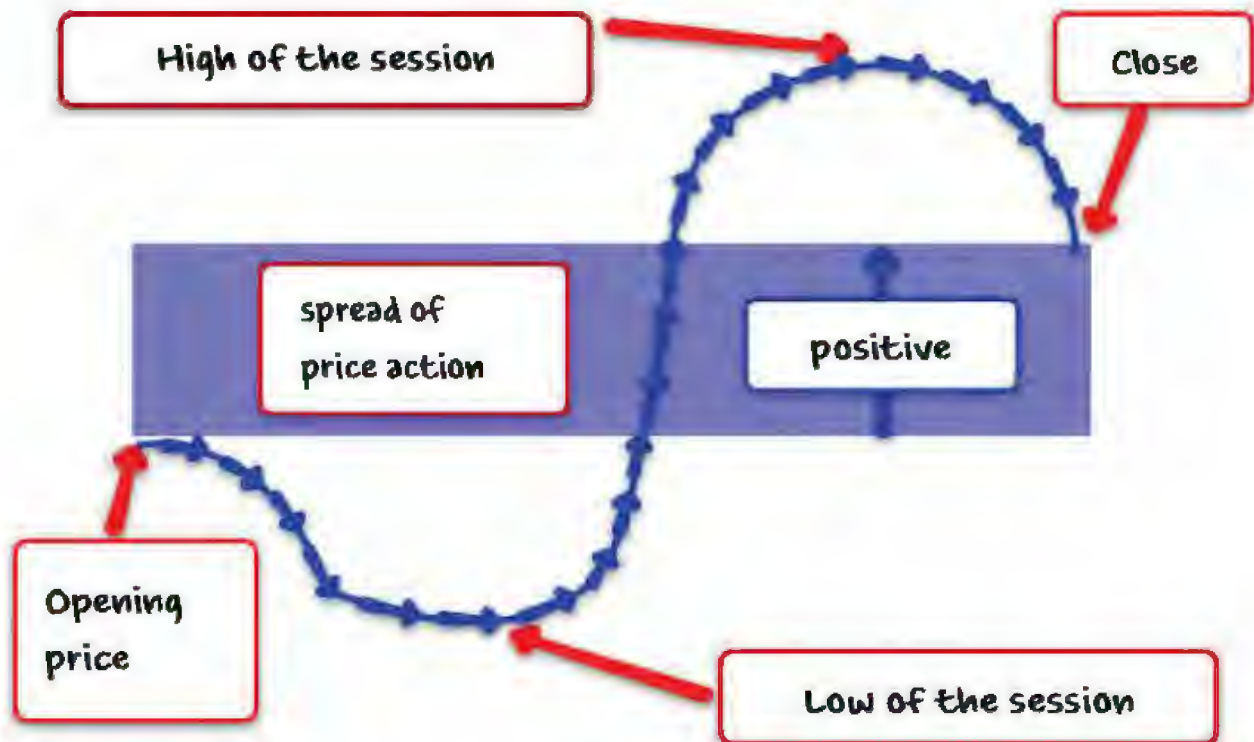 High of the session
Close
spread of
price action
positive
Opening
price
Low of the session